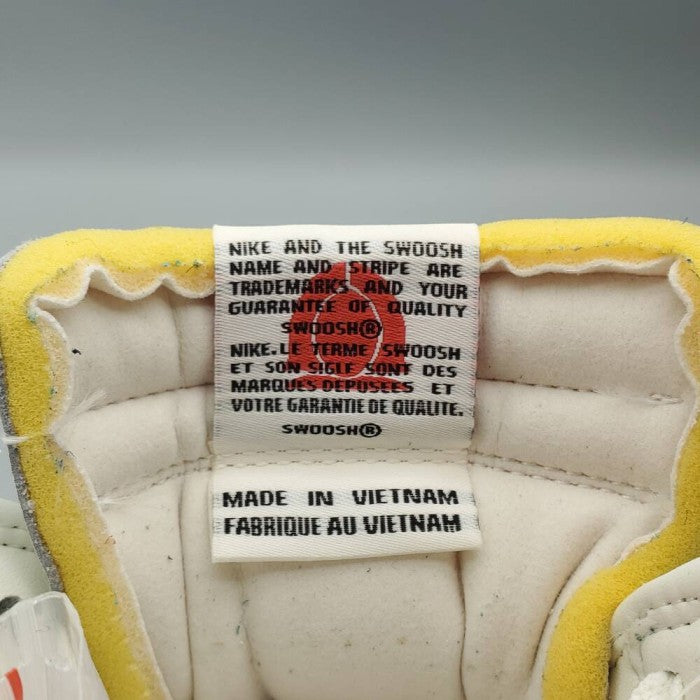 NIKE AND THE SWOOSH
NAME AND STRIPE ARE
TRADEMARKS AND YOUR
GUARANTEE OF QUALITY
SWOOSH®
NIKE.LE TERME SWOOSH
ET SON SIGLE SONT DES
MARQUES DEPOSEES ET
VOTRE GARANTIE DE QUALITE.
SWOOSH®
MADE IN VIETNAM
FABRIQUE AU VIETNAM